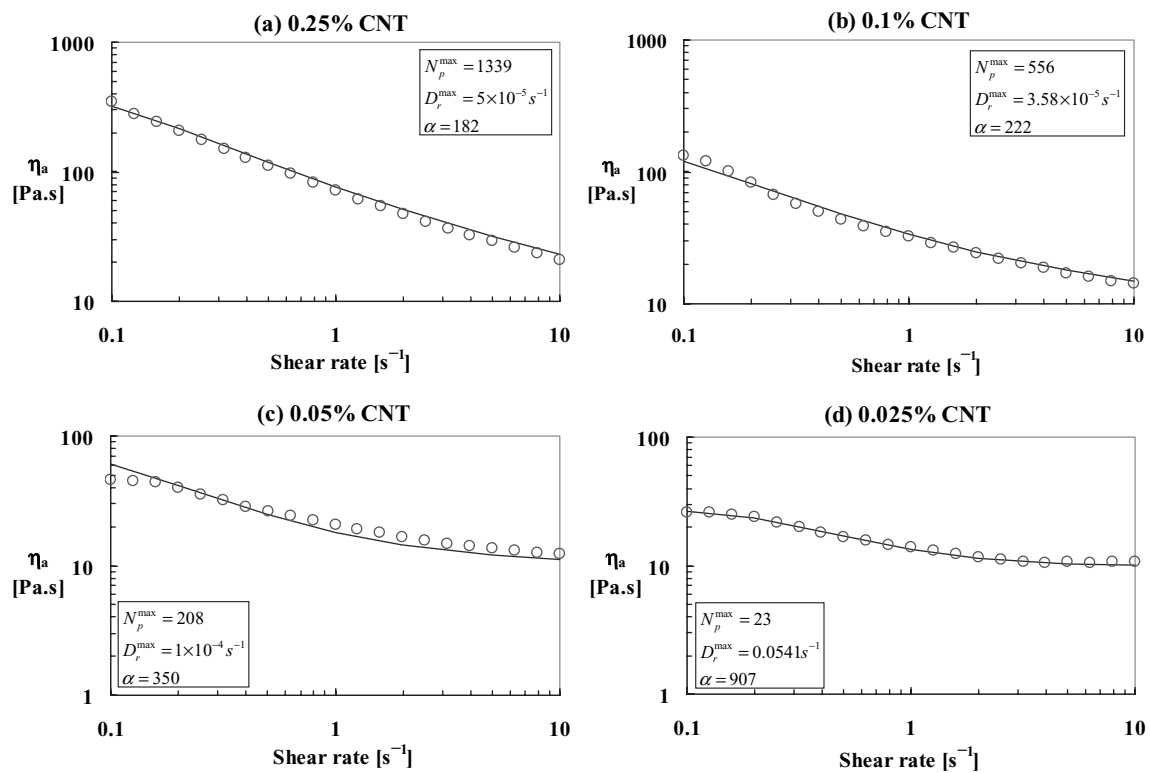 (a) 0.25% CNT
1000
100
10
ηa
[Pa.s]
N_p^max = 1339
D_r^max = 5×10⁻⁵ s⁻¹
α = 182
0.1 1 10
Shear rate [s⁻¹]
(b) 0.1% CNT
1000
100
10
ηa
[Pa.s]
N_p^max = 556
D_r^max = 3.58×10⁻⁵ s⁻¹
α = 222
0.1 1 10
Shear rate [s⁻¹]
(c) 0.05% CNT
100
10
1
ηa
[Pa.s]
N_p^max = 208
D_r^max = 1×10⁻⁴ s⁻¹
α = 350
0.1 1 10
Shear rate [s⁻¹]
(d) 0.025% CNT
100
10
1
ηa
[Pa.s]
N_p^max = 23
D_r^max = 0.0541s⁻¹
α = 907
0.1 1 10
Shear rate [s⁻¹]